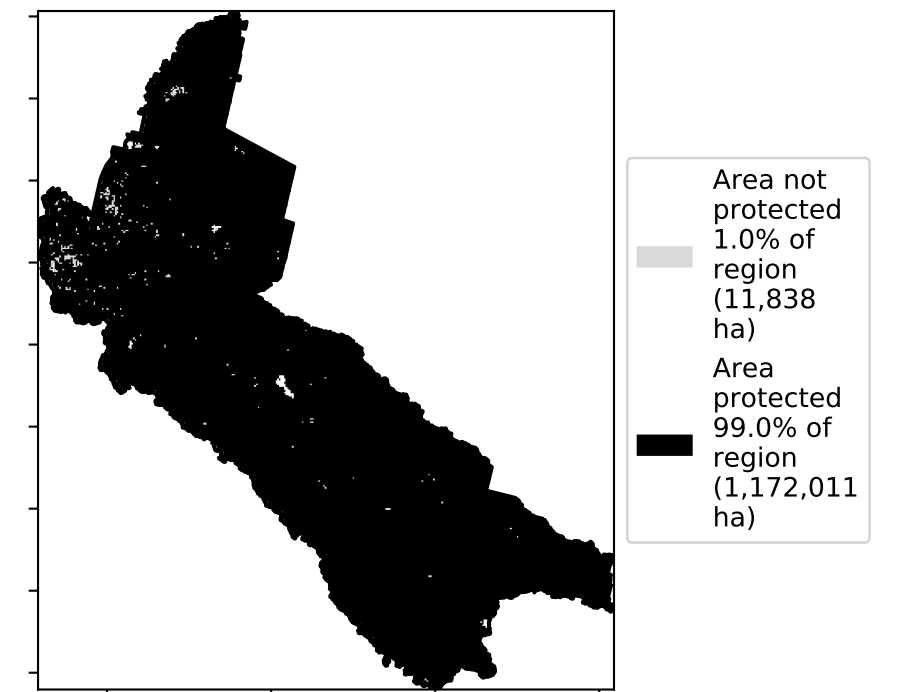 Area not
protected
1.0% of
region
(11,838
ha)
Area
protected
99.0% of
region
(1,172,011
ha)